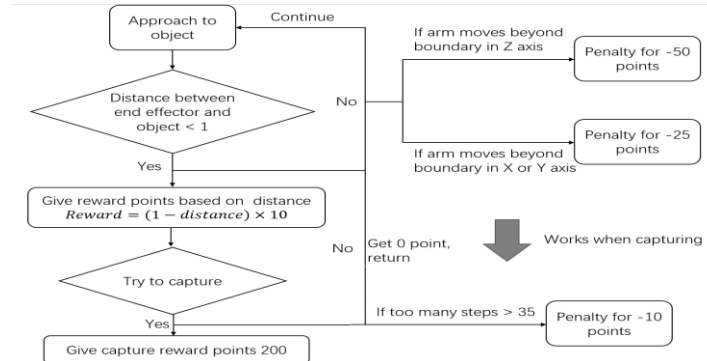 Approach to
object
Continue
If arm moves beyond
boundary in Z axis
Penalty for -50
points
Distance between
end effector and
object < 1
No
Penalty for -25
points
If arm moves beyond
boundary in X or Y axis
Yes
Give reward points based on distance
Reward = (1 − distance) × 10
No
Get 0 point,
return
Works when capturing
Try to capture
Yes
If too many steps > 35
Penalty for -10
points
Give capture reward points 200